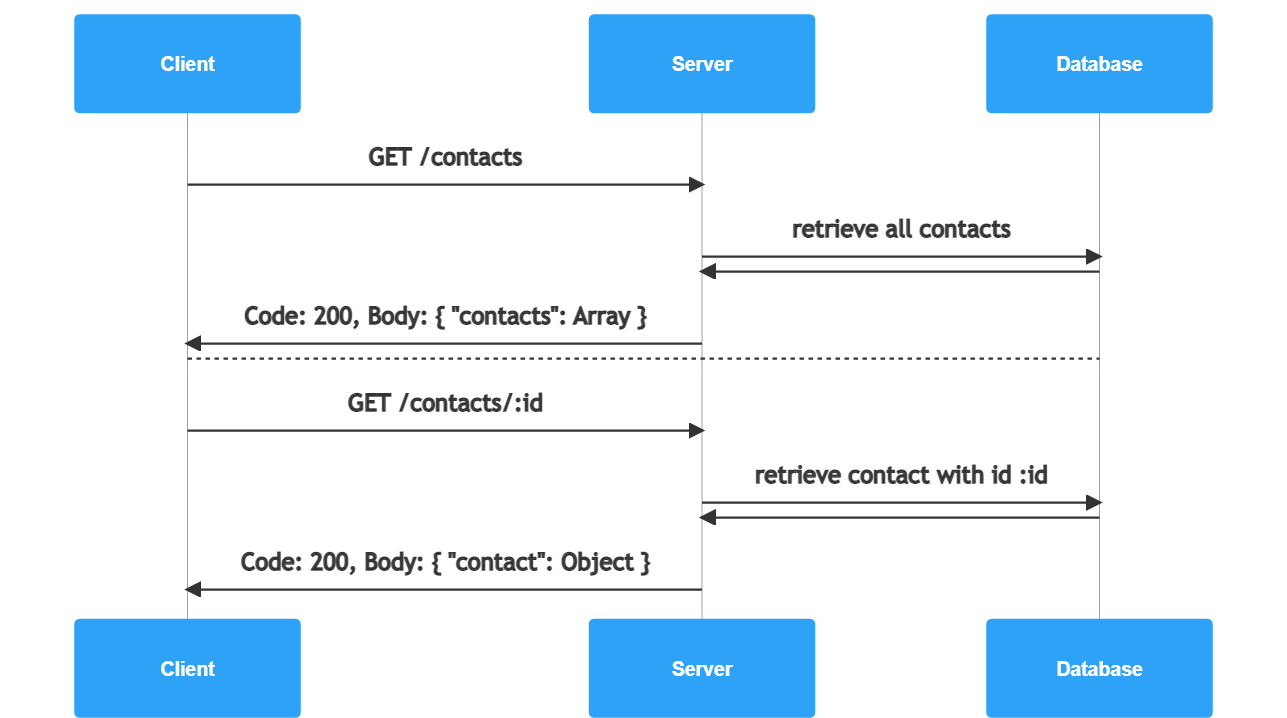 Client
Server
Database
GET /contacts
retrieve all contacts
Code: 200, Body: { "contacts": Array }
GET /contacts/:id
retrieve contact with id :id
Code: 200, Body: { "contact": Object }
Client
Server
Database